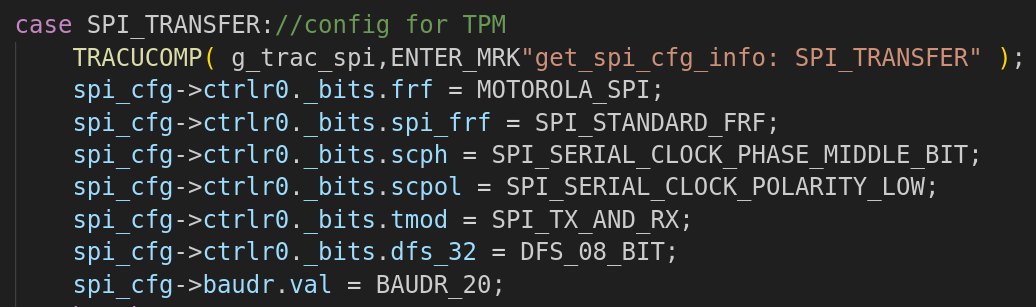 case SPI_TRANSFER://config for TPM
TRACUCOMP( g_trac_spi,ENTER_MRK"get_spi_cfg_info: SPI_TRANSFER" );
spi_cfg->ctrlr0._bits.frf = MOTOROLA_SPI;
spi_cfg->ctrlr0._bits.spi_frf = SPI_STANDARD_FRF;
spi_cfg->ctrlr0._bits.scph = SPI_SERIAL_CLOCK_PHASE_MIDDLE_BIT;
spi_cfg->ctrlr0._bits.scpol = SPI_SERIAL_CLOCK_POLARITY_LOW;
spi_cfg->ctrlr0._bits.tmod = SPI_TX_AND_RX;
spi_cfg->ctrlr0._bits.dfs_32 = DFS_08_BIT;
spi_cfg->baudr.val = BAUDR_20;